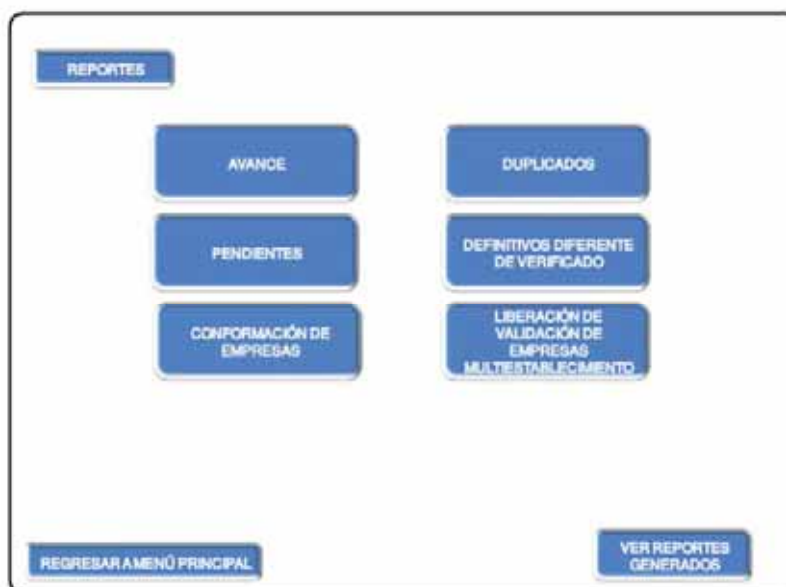 REPORTES
AVANCE
DUPLICADOS
PENDIENTES
DEFINITIVOS DIFERENTE
DE VERIFICADO
CONFORMACIÓN DE
EMPRESAS
LIBERACIÓN DE
VALIDACIÓN DE
EMPRESAS
MULTIESTABLECIMIENTO
REGRESAR A MENÚ PRINCIPAL
VER REPORTES
GENERADOS